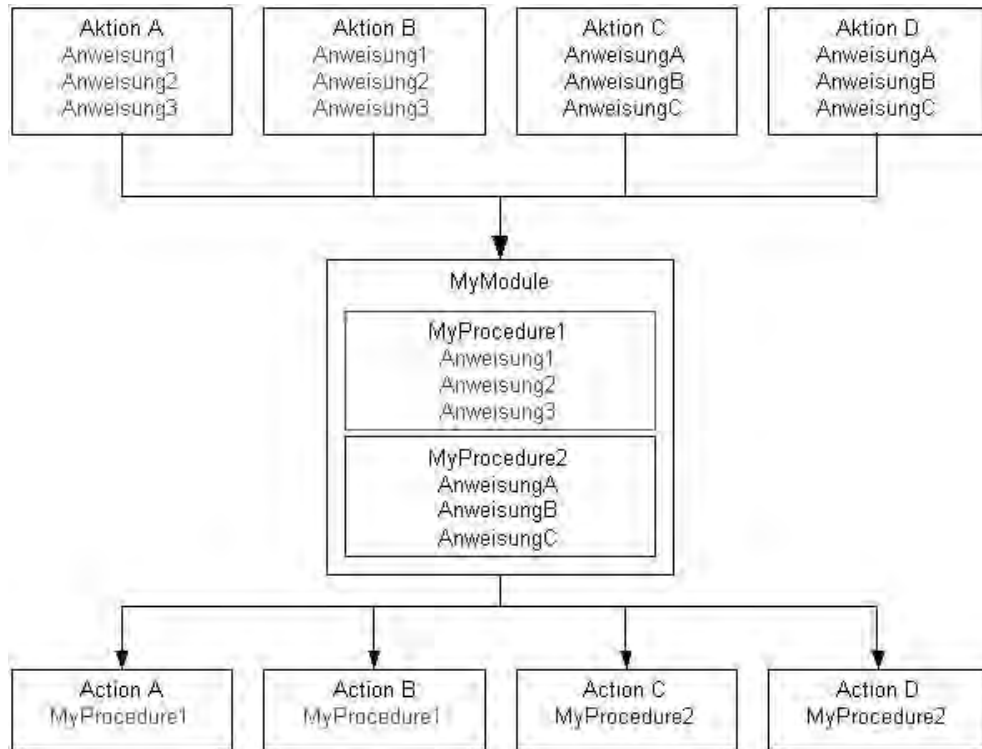 Aktion A
Anweisung1
Anweisung2
Anweisung3
Aktion B
Anweisung1
Anweisung2
Anweisung3
Aktion C
AnweisungA
AnweisungB
AnweisungC
Aktion D
AnweisungA
AnweisungB
AnweisungC
MyModule
MyProcedure1
Anweisung1
Anweisung2
Anweisung3
MyProcedure2
AnweisungA
AnweisungB
AnweisungC
Action A
MyProcedure1
Action B
MyProcedure1
Action C
MyProcedure2
Action D
MyProcedure2